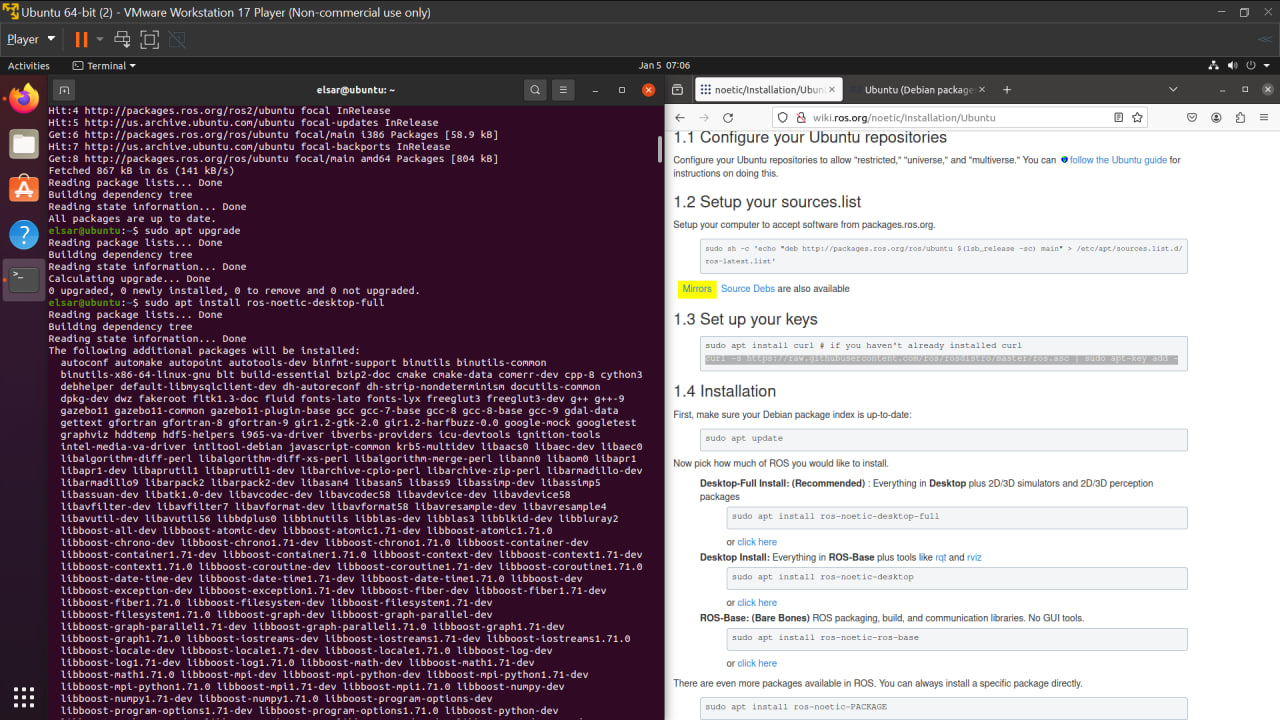 Ubuntu 64-bit (2) - VMware Workstation 17 Player (Non-commercial use only)
Player
Activities
Terminal
Jan 5 07:06
elsar@ubuntu: ~
Hit:4 http://packages.ros.org/ros2/ubuntu focal InRelease
Hit:5 http://us.archive.ubuntu.com/ubuntu focal-updates InRelease
Get:6 http://packages.ros.org/ros/ubuntu focal/main i386 Packages [58.9 kB]
Hit:7 http://us.archive.ubuntu.com/ubuntu focal-backports InRelease
Get:8 http://packages.ros.org/ros/ubuntu focal/main amd64 Packages [804 kB]
Fetched 867 kB in 6s (141 kB/s)
Reading package lists... Done
Building dependency tree
Reading state information... Done
All packages are up to date.
elsar@ubuntu:~$ sudo apt upgrade
Reading package lists... Done
Building dependency tree
Reading state information... Done
Calculating upgrade... Done
0 upgraded, 0 newly installed, 0 to remove and 0 not upgraded.
elsar@ubuntu:~$ sudo apt install ros-noetic-desktop-full
Reading package lists... Done
Building dependency tree
Reading state information... Done
The following additional packages will be installed:
autoconf automake autopoint autotools-dev binfmt-support binutils binutils-common
binutils-x86-64-linux-gnu blt build-essential bzip2-doc cmake cmake-data comerr-dev cpp-8 cython3
debhelper default-libmysqlclient-dev dh-autoreconf dh-strip-nondeterminism docutils-common
dpkg-dev dwz fakeroot fltk1.3-doc fluid fonts-lato fonts-lyx freeglut3 freeglut3-dev g++ g++-9
gazebo11 gazebo11-common gazebo11-plugin-base gcc gcc-7-base gcc-8 gcc-8-base gcc-9 gdal-data
gettext gfortran gfortran-8 gfortran-9 gir1.2-gtk-2.0 gir1.2-harfbuzz-0.0 google-mock googletest
graphviz hddtemp hdf5-helpers i965-va-driver ibverbs-providers icu-devtools ignition-tools
intel-media-va-driver intltool-debian javascript-common krb5-multidev libaacs0 libaec-dev libaec0
libalgorithm-diff-perl libalgorithm-diff-xs-perl libalgorithm-merge-perl libann0 libaom0 libapr1
libapr1-dev libaprutil1 libaprutil1-dev libarchive-cpio-perl libarchive-zip-perl libarmadillo-dev
libarmadillo9 libarpack2 libarpack2-dev libasan4 libasan5 libass9 libassimp-dev libassimp5
libassuan-dev libatk1.0-dev libavcodec-dev libavcodec58 libavdevice-dev libavdevice58
libavfilter-dev libavfilter7 libavformat-dev libavformat58 libavresample-dev libavresample4
libavutil-dev libavutil56 libbdplus0 libbinutils libblas-dev libblas3 libblkid-dev libbluray2
libboost-all-dev libboost-atomic-dev libboost-atomic1.71-dev libboost-atomic1.71.0
libboost-chrono-dev libboost-chrono1.71-dev libboost-chrono1.71.0 libboost-container-dev
libboost-container1.71-dev libboost-container1.71.0 libboost-context-dev libboost-context1.71-dev
libboost-context1.71.0 libboost-coroutine-dev libboost-coroutine1.71-dev libboost-coroutine1.71.0
libboost-date-time-dev libboost-date-time1.71-dev libboost-date-time1.71.0 libboost-dev
libboost-exception-dev libboost-exception1.71-dev libboost-fiber-dev libboost-fiber1.71-dev
libboost-fiber1.71.0 libboost-filesystem-dev libboost-filesystem1.71-dev
libboost-filesystem1.71.0 libboost-graph-dev libboost-graph-parallel-dev
libboost-graph-parallel1.71-dev libboost-graph-parallel1.71.0 libboost-graph1.71-dev
libboost-graph1.71.0 libboost-iostreams-dev libboost-iostreams1.71-dev libboost-iostreams1.71.0
libboost-locale-dev libboost-locale1.71-dev libboost-locale1.71.0 libboost-log-dev
libboost-log1.71-dev libboost-log1.71.0 libboost-math-dev libboost-math1.71-dev
libboost-math1.71.0 libboost-mpi-dev libboost-mpi-python-dev libboost-mpi-python1.71-dev
libboost-mpi-python1.71.0 libboost-mpi1.71-dev libboost-mpi1.71.0 libboost-numpy-dev
libboost-numpy1.71-dev libboost-numpy1.71.0 libboost-program-options-dev
libboost-program-options1.71-dev libboost-program-options1.71.0 libboost-python-dev
noetic/Installation/Ubun
Ubuntu (Debian package
wiki.ros.org/noetic/Installation/Ubuntu
1.1 Configure your Ubuntu repositories
Configure your Ubuntu repositories to allow "restricted," "universe," and "multiverse." You can follow the Ubuntu guide for
instructions on doing this.
1.2 Setup your sources.list
Setup your computer to accept software from packages.ros.org.
sudo sh -c 'echo "deb http://packages.ros.org/ros/ubuntu $(lsb_release -sc) main" > /etc/apt/sources.list.d/
ros-latest.list'
Mirrors Source Debs are also available
1.3 Set up your keys
sudo apt install curl # if you haven't already installed curl
curl -s https://raw.githubusercontent.com/ros/rosdistro/master/ros.asc | sudo apt-key add -
1.4 Installation
First, make sure your Debian package index is up-to-date:
sudo apt update
Now pick how much of ROS you would like to install.
Desktop-Full Install: (Recommended) : Everything in Desktop plus 2D/3D simulators and 2D/3D perception
packages
sudo apt install ros-noetic-desktop-full
or click here
Desktop Install: Everything in ROS-Base plus tools like rqt and rviz
sudo apt install ros-noetic-desktop
or click here
ROS-Base: (Bare Bones) ROS packaging, build, and communication libraries. No GUI tools.
sudo apt install ros-noetic-ros-base
or click here
There are even more packages available in ROS. You can always install a specific package directly.
sudo apt install ros-noetic-PACKAGE